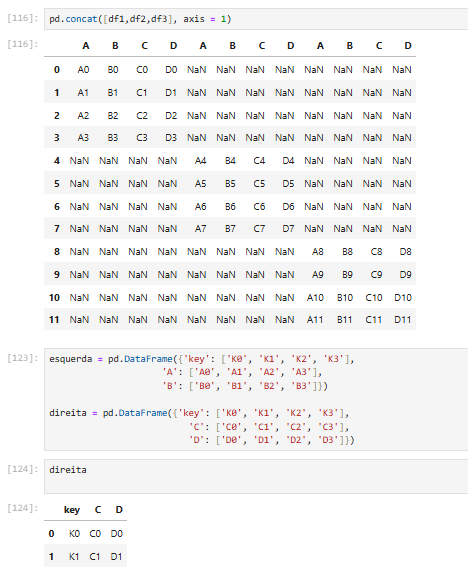 [116]: pd.concat([df1,df2,df3], axis = 1)
[116]: A B C D A B C D A B C D
0 A0 B0 C0 D0 NaN NaN NaN NaN NaN NaN NaN NaN
1 A1 B1 C1 D1 NaN NaN NaN NaN NaN NaN NaN NaN
2 A2 B2 C2 D2 NaN NaN NaN NaN NaN NaN NaN NaN
3 A3 B3 C3 D3 NaN NaN NaN NaN NaN NaN NaN NaN
4 NaN NaN NaN NaN A4 B4 C4 D4 NaN NaN NaN NaN
5 NaN NaN NaN NaN A5 B5 C5 D5 NaN NaN NaN NaN
6 NaN NaN NaN NaN A6 B6 C6 D6 NaN NaN NaN NaN
7 NaN NaN NaN NaN A7 B7 C7 D7 NaN NaN NaN NaN
8 NaN NaN NaN NaN NaN NaN NaN NaN A8 B8 C8 D8
9 NaN NaN NaN NaN NaN NaN NaN NaN A9 B9 C9 D9
10 NaN NaN NaN NaN NaN NaN NaN NaN A10 B10 C10 D10
11 NaN NaN NaN NaN NaN NaN NaN NaN A11 B11 C11 D11
[123]: esquerda = pd.DataFrame({'key': ['K0', 'K1', 'K2', 'K3'],
'A': ['A0', 'A1', 'A2', 'A3'],
'B': ['B0', 'B1', 'B2', 'B3']})
direita = pd.DataFrame({'key': ['K0', 'K1', 'K2', 'K3'],
'C': ['C0', 'C1', 'C2', 'C3'],
'D': ['D0', 'D1', 'D2', 'D3']})
[124]: direita
[124]: key C D
0 K0 C0 D0
1 K1 C1 D1